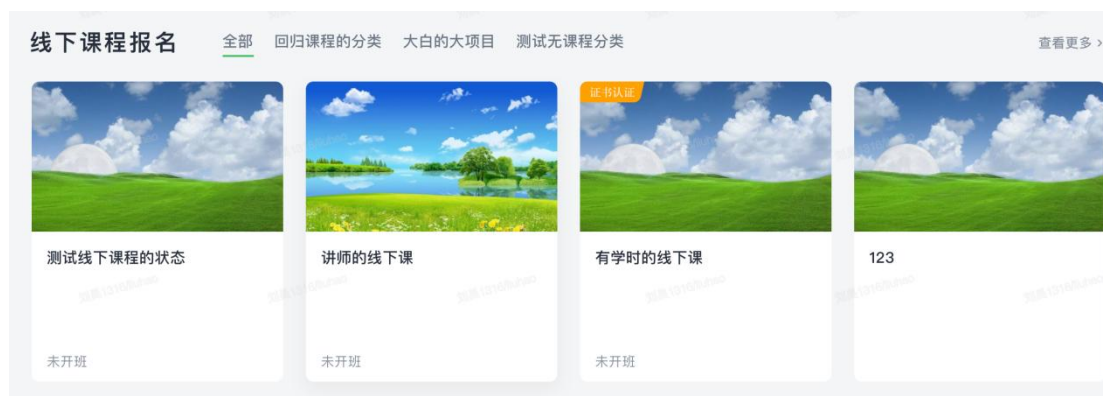 线下课程报名
全部 回归课程的分类 大白的大项目 测试无课程分类
查看更多 >
证书认证
测试线下课程的状态
讲师的线下课
有学时的线下课
123
未开班
未开班
未开班